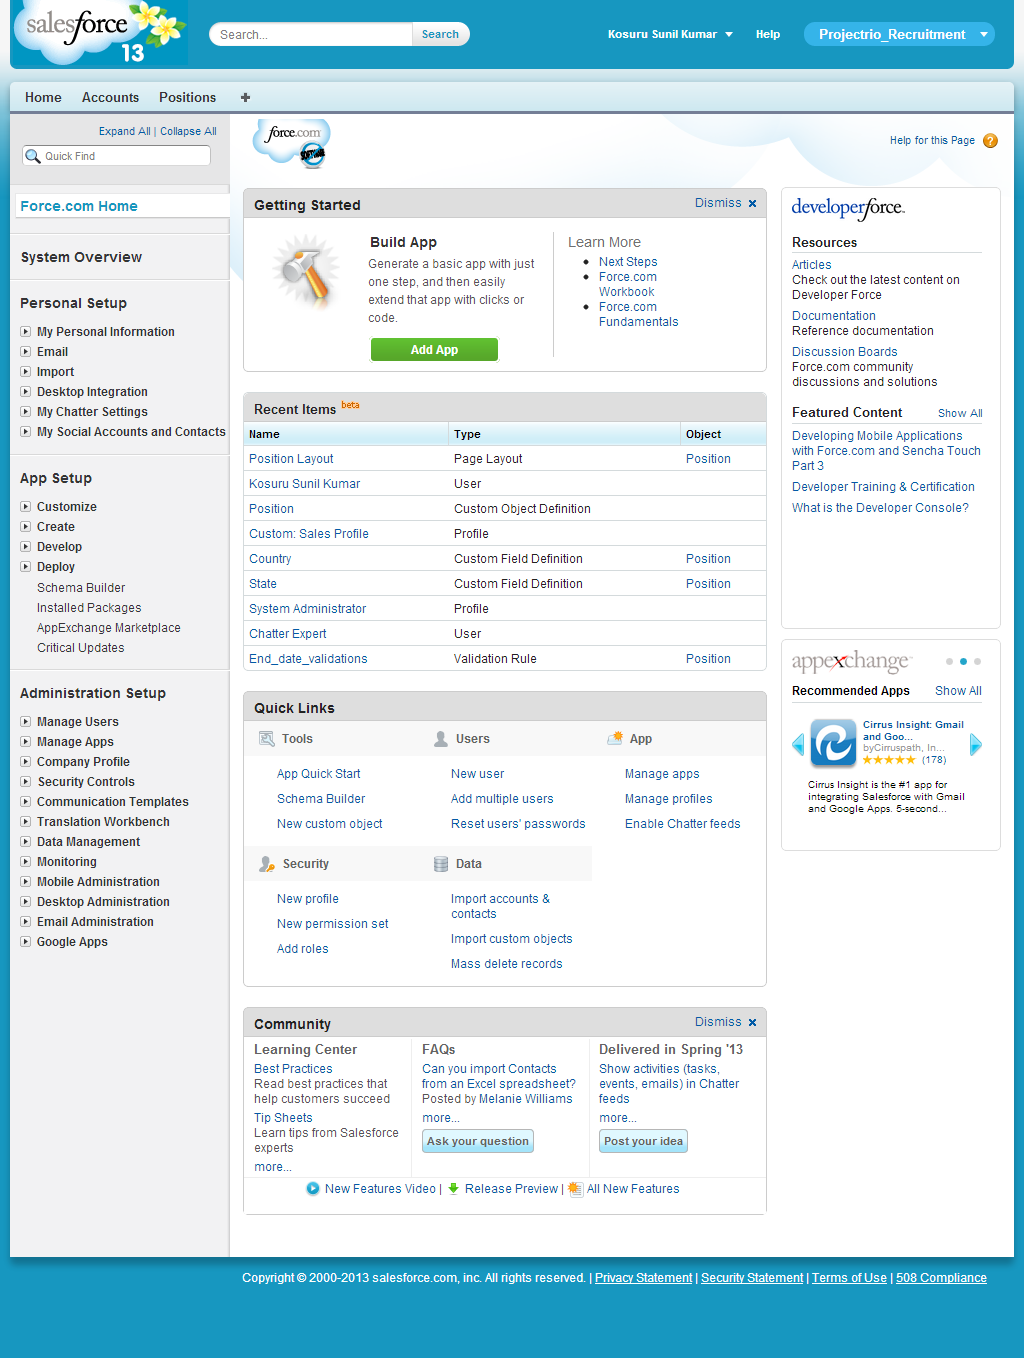 salesforce
13
Search...
Search
Kosuru Sunil Kumar
Help
Projectrio_Recruitment
Home
Accounts
Positions
+
Expand All | Collapse All
Quick Find
Force.com Home
System Overview
Personal Setup
My Personal Information
Email
Import
Desktop Integration
My Chatter Settings
My Social Accounts and Contacts
App Setup
Customize
Create
Develop
Deploy
Schema Builder
Installed Packages
AppExchange Marketplace
Critical Updates
Administration Setup
Manage Users
Manage Apps
Company Profile
Security Controls
Communication Templates
Translation Workbench
Data Management
Monitoring
Mobile Administration
Desktop Administration
Email Administration
Google Apps
force.com
Help for this Page ?
Getting Started
Dismiss
Build App
Generate a basic app with just
one step, and then easily
extend that app with clicks or
code.
Add App
Learn More
Next Steps
Force.com
Workbook
Force.com
Fundamentals
Recent Items beta
Name Type Object
Position Layout Page Layout Position
Kosuru Sunil Kumar User
Position Custom Object Definition
Custom: Sales Profile Profile
Country Custom Field Definition Position
State Custom Field Definition Position
System Administrator Profile
Chatter Expert User
End_date_validations Validation Rule Position
Quick Links
Tools
App Quick Start
Schema Builder
New custom object
Users
New user
Add multiple users
Reset users' passwords
App
Manage apps
Manage profiles
Enable Chatter feeds
Security
New profile
New permission set
Add roles
Data
Import accounts &
contacts
Import custom objects
Mass delete records
Community
Dismiss
Learning Center
Best Practices
Read best practices that
help customers succeed
Tip Sheets
Learn tips from Salesforce
experts
more...
FAQs
Can you import Contacts
from an Excel spreadsheet?
Posted by Melanie Williams
more...
Ask your question
Delivered in Spring '13
Show activities (tasks,
events, emails) in Chatter
feeds
more...
Post your idea
New Features Video | Release Preview | All New Features
developerforce
Resources
Articles
Check out the latest content on
Developer Force
Documentation
Reference documentation
Discussion Boards
Force.com community
discussions and solutions
Featured Content
Show All
Developing Mobile Applications
with Force.com and Sencha Touch
Part 3
Developer Training & Certification
What is the Developer Console?
appexchange
Recommended Apps
Show All
Cirrus Insight: Gmail
and Goo...
byCirruspath, In...
(178)
Cirrus Insight is the #1 app for
integrating Salesforce with Gmail
and Google Apps. 5-second...
Copyright © 2000-2013 salesforce.com, inc. All rights reserved. | Privacy Statement | Security Statement | Terms of Use | 508 Compliance